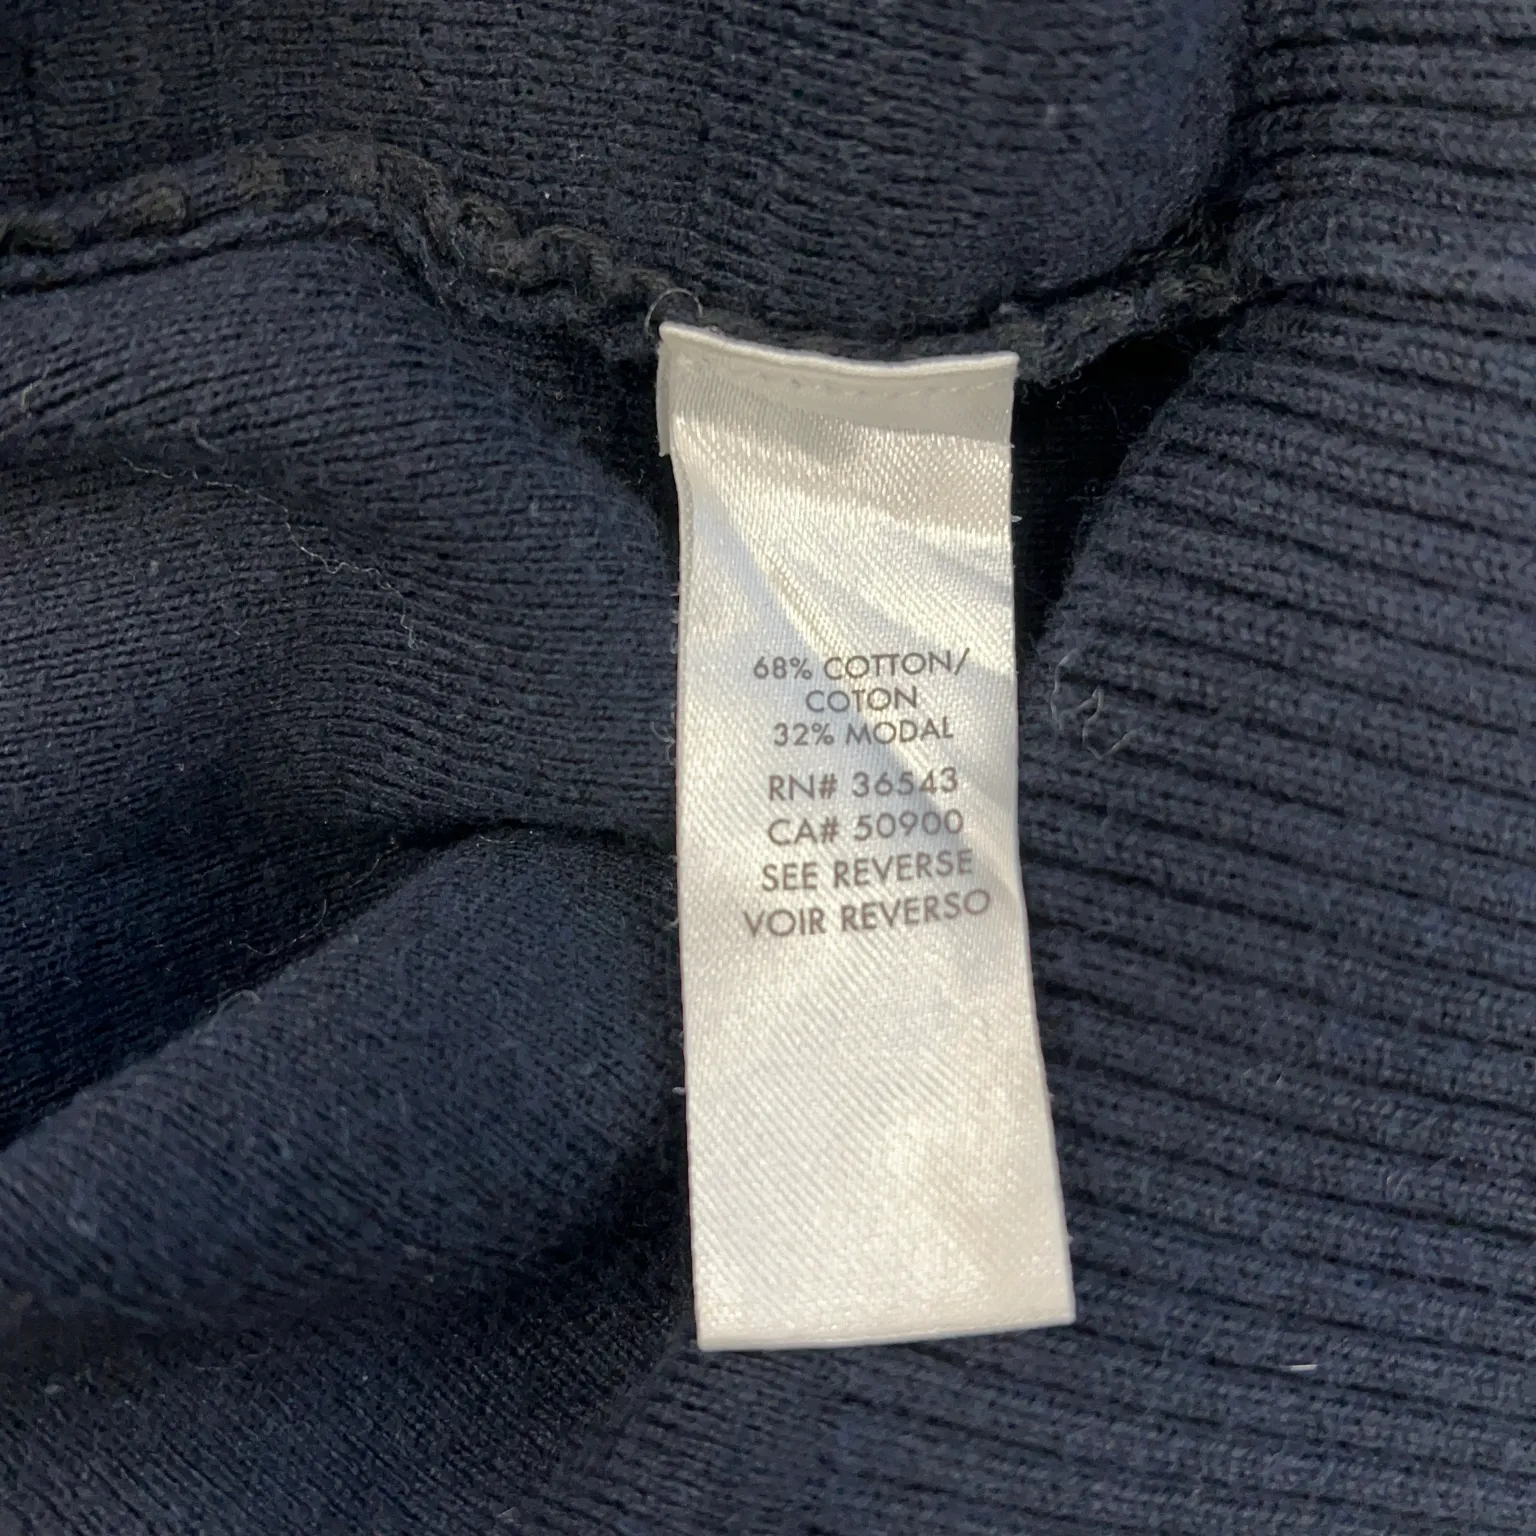 68% COTTON/
COTON
32% MODAL
RN# 36543
CA# 50900
SEE REVERSE
VOIR REVERSO